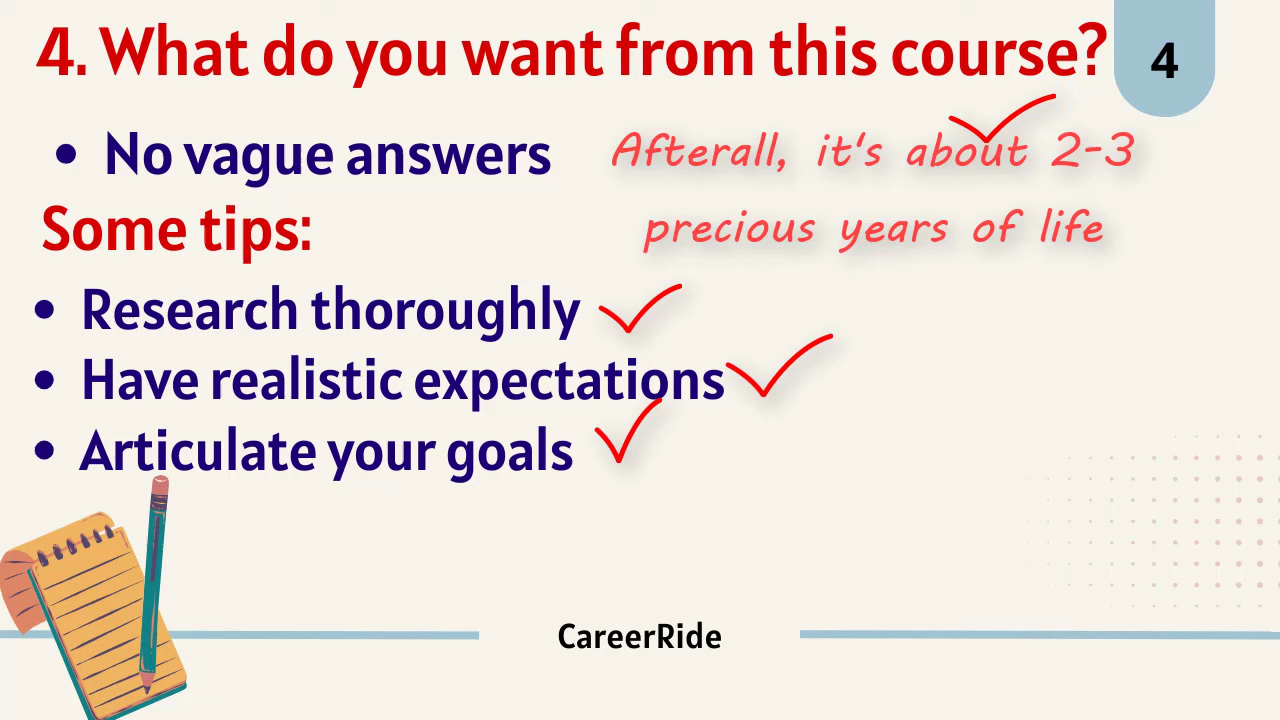 4. What do you want from this course?
4
• No vague answers
Afterall, it's about 2-3
precious years of life
Some tips:
• Research thoroughly
• Have realistic expectations
• Articulate your goals
CareerRide